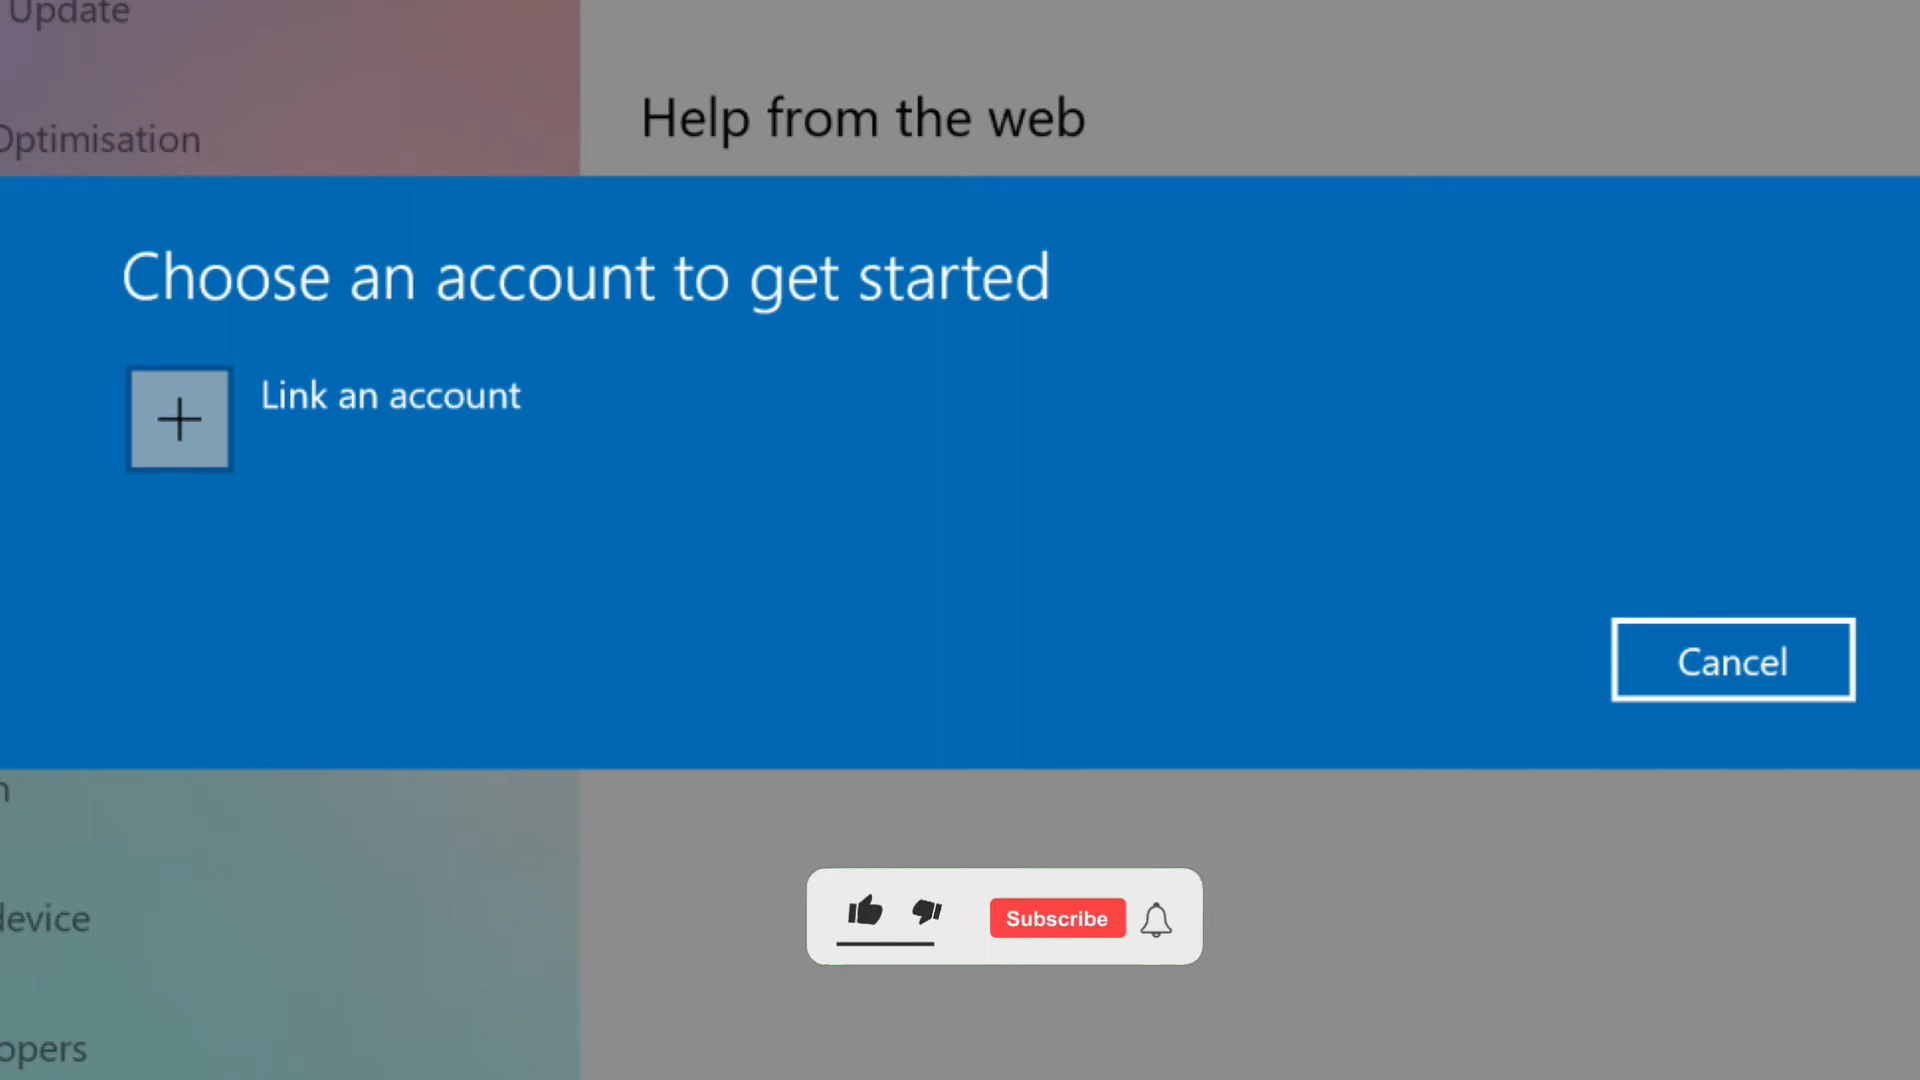 Update
Optimisation
Help from the web
Choose an account to get started
Link an account
Cancel
Subscribe
device
opers